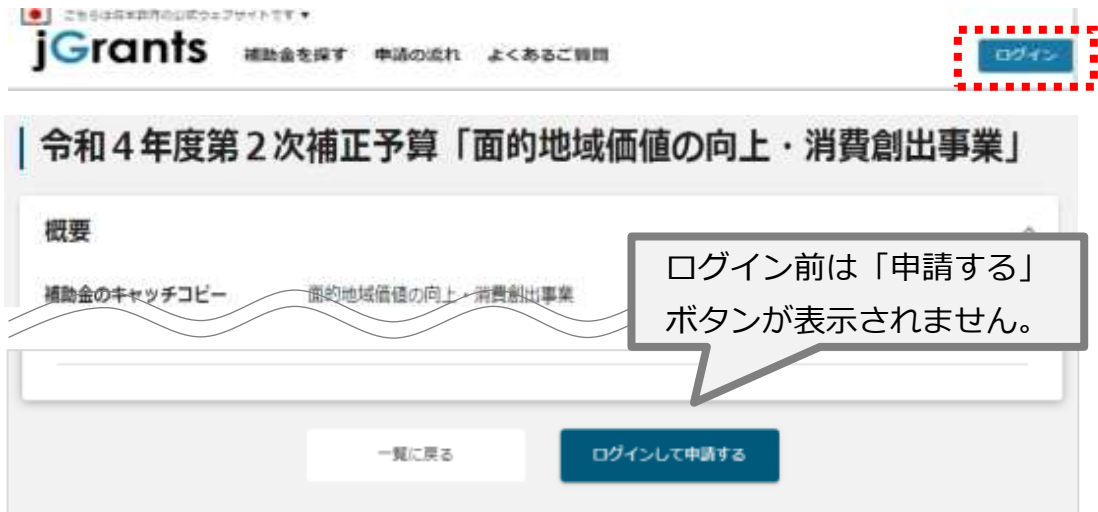 こちらは日本政府の公式ウェブサイトです ▼
jGrants 補助金を探す 申請の流れ よくあるご質問 ログイン
令和４年度第２次補正予算「面的地域価値の向上・消費創出事業」
概要
補助金のキャッチコピー 面的地域価値の向上・消費創出事業
ログイン前は「申請する」
ボタンが表示されません。
一覧に戻る ログインして申請する